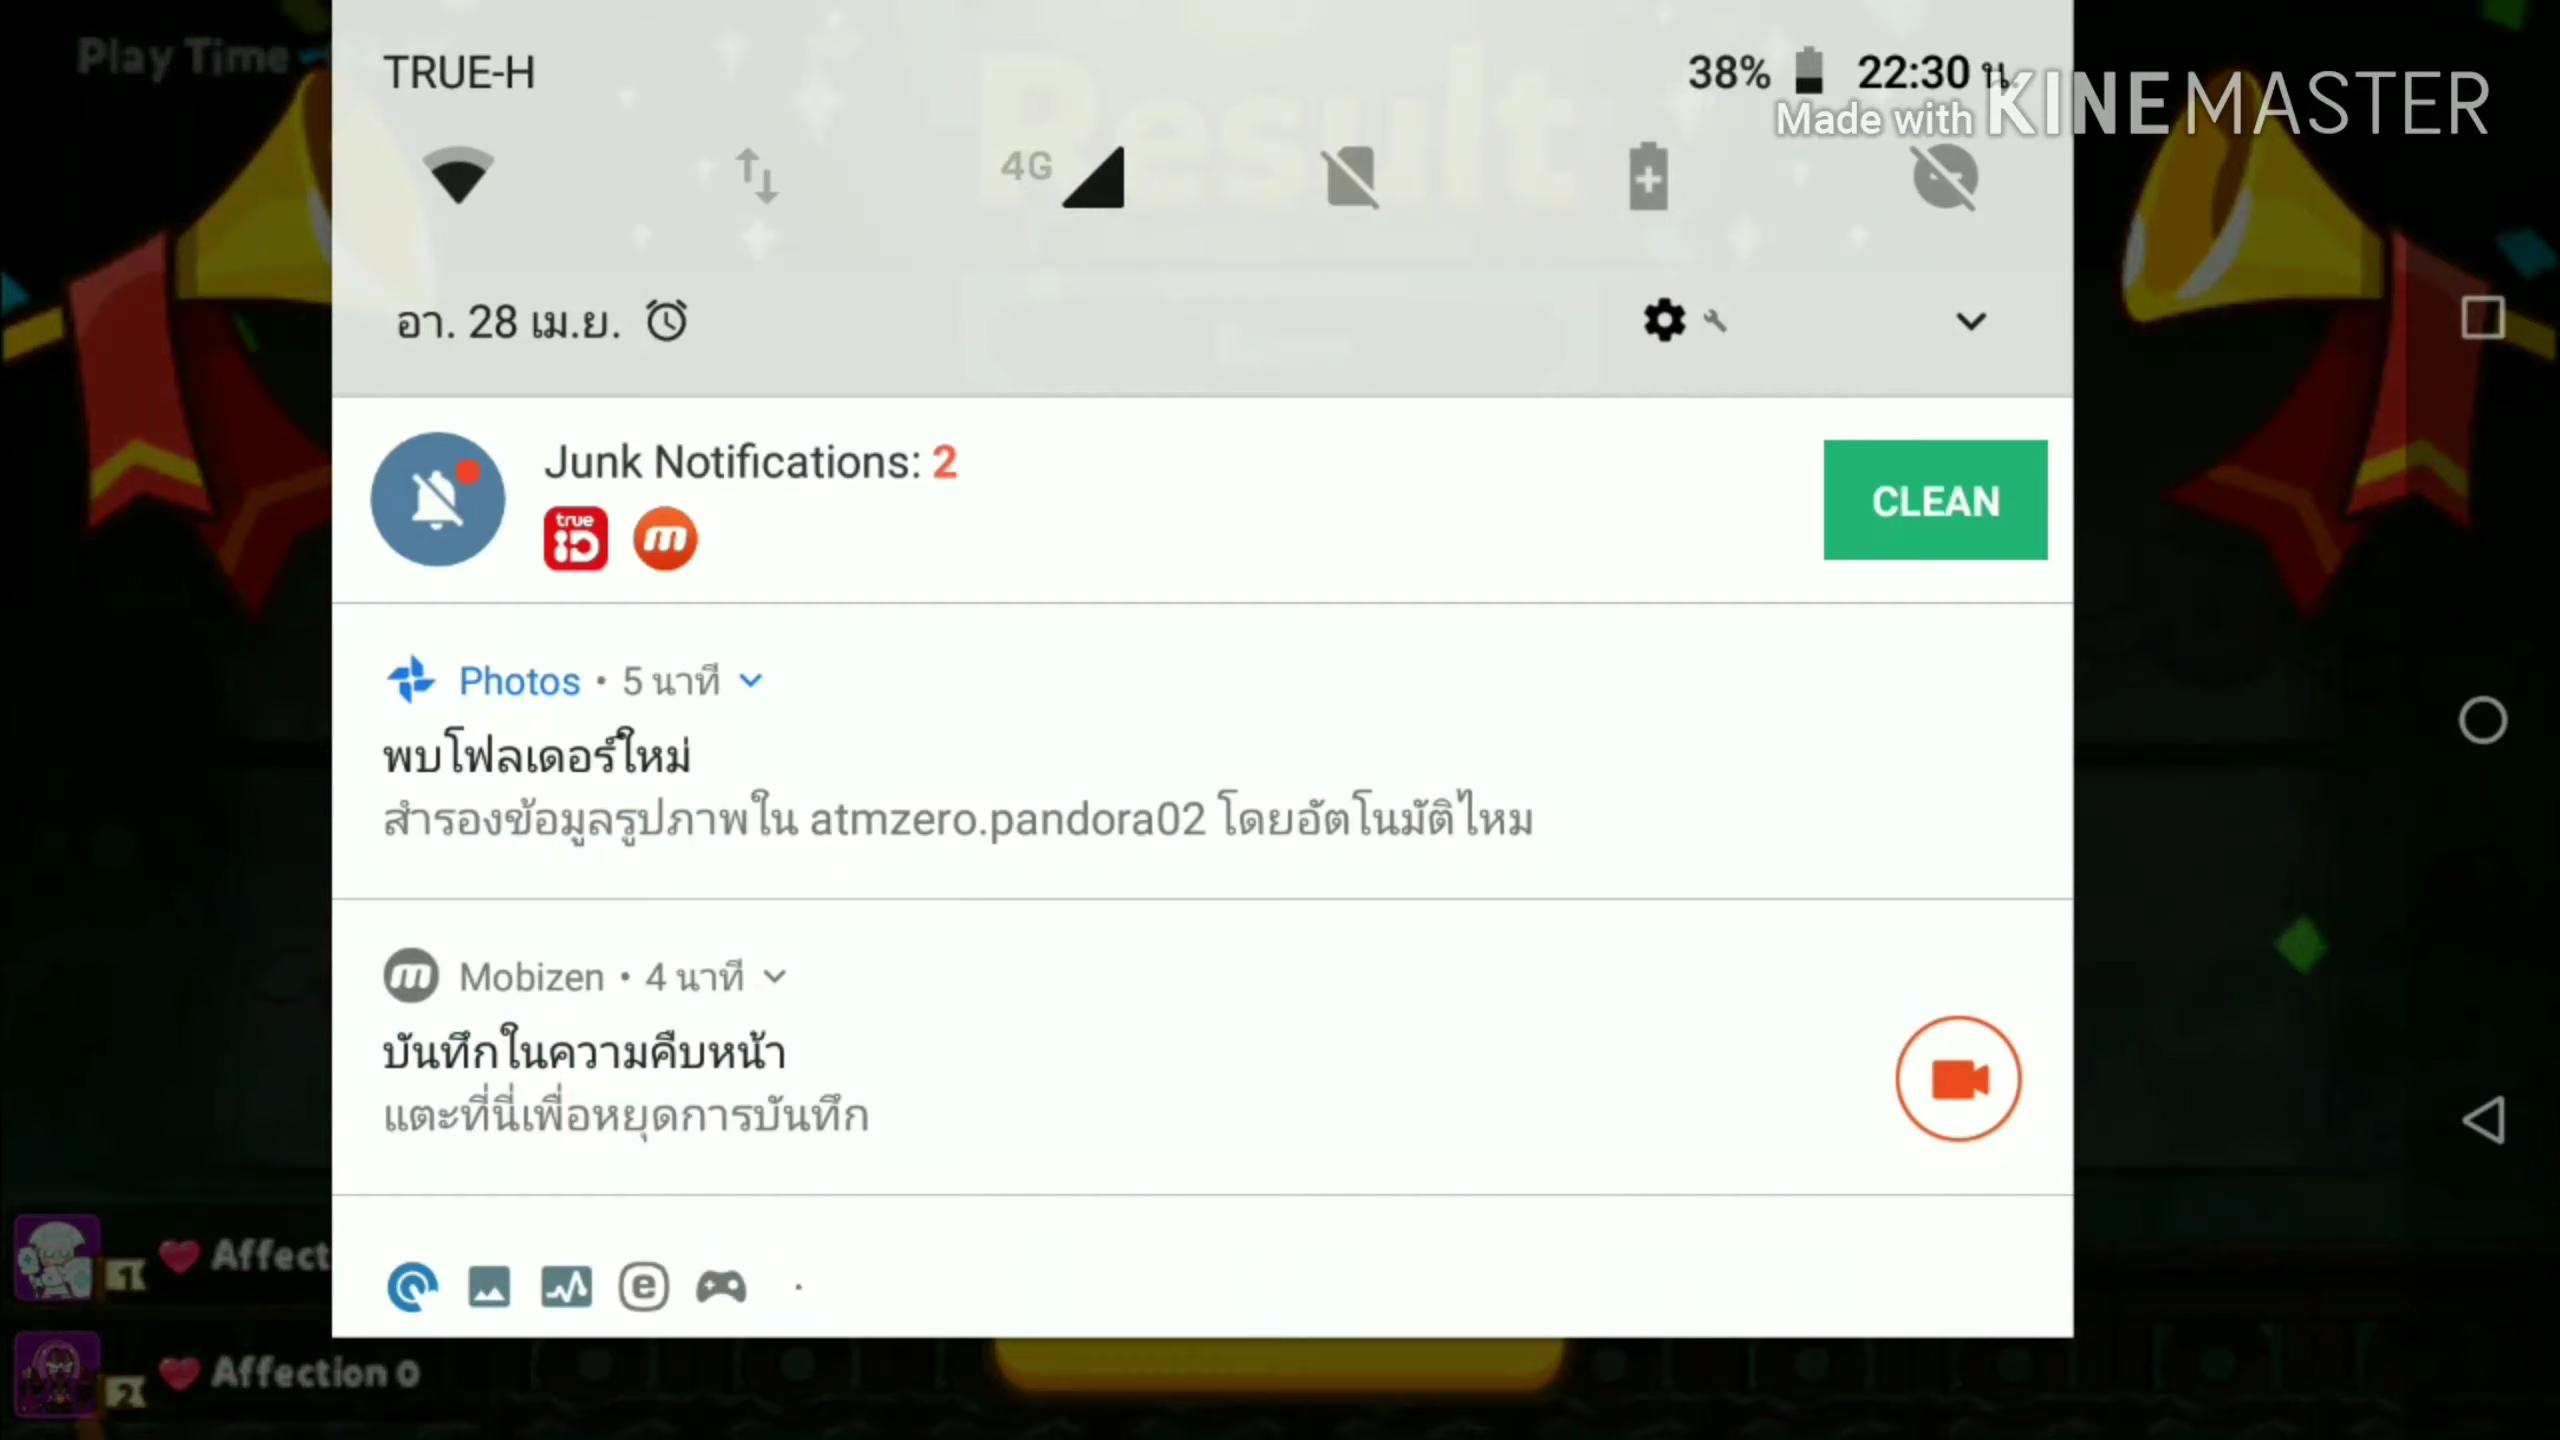 Play Time
Result
TRUE-H
38%
22:30 น.
Made with KINEMASTER
4G
อา. 28 เม.ย.
Junk Notifications: 2
CLEAN
true iD
m
Photos • 5 นาที
พบโฟลเดอร์ใหม่
สำรองข้อมูลรูปภาพใน atmzero.pandora02 โดยอัตโนมัติไหม
m Mobizen • 4 นาที
บันทึกในความคืบหน้า
แตะที่นี่เพื่อหยุดการบันทึก
1 Affect
2 Affection 0